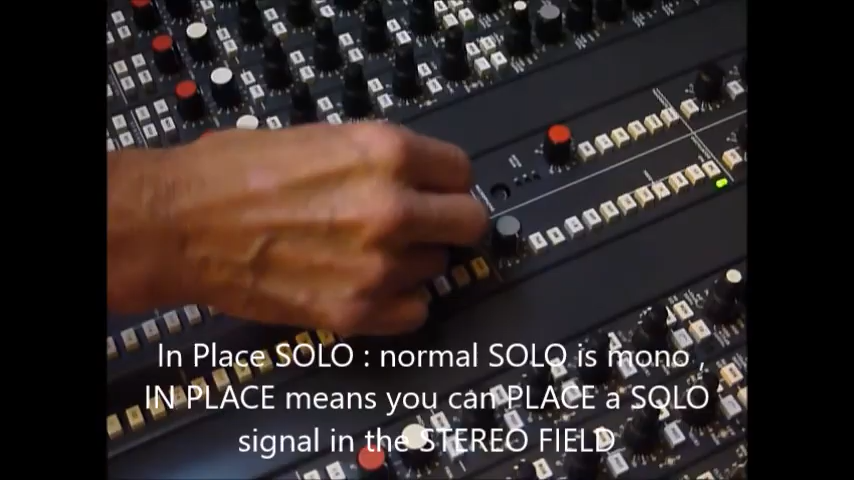 In Place SOLO : normal SOLO is mono
IN PLACE means you can PLACE a SOLO
signal in the STEREO FIELD